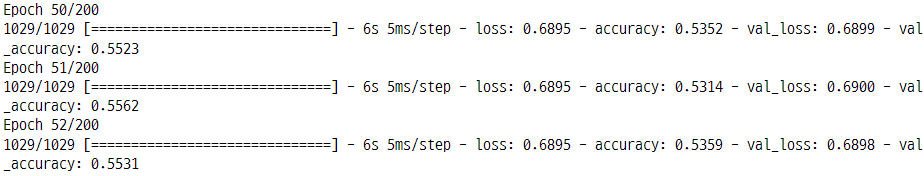 Epoch 50/200
1029/1029 [==============================] - 6s 5ms/step - loss: 0.6895 - accuracy: 0.5352 - val_loss: 0.6899 - val
_accuracy: 0.5523
Epoch 51/200
1029/1029 [==============================] - 6s 5ms/step - loss: 0.6895 - accuracy: 0.5314 - val_loss: 0.6900 - val
_accuracy: 0.5562
Epoch 52/200
1029/1029 [==============================] - 6s 5ms/step - loss: 0.6895 - accuracy: 0.5359 - val_loss: 0.6898 - val
_accuracy: 0.5531